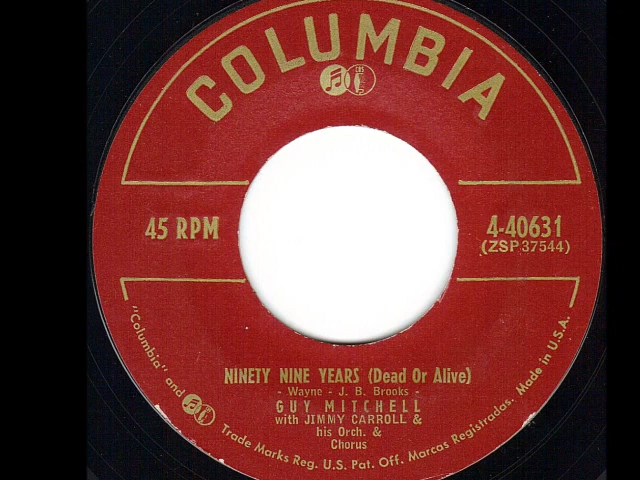 COLUMBIA
45 RPM
4-40631
(ZSP 37544)
NINETY NINE YEARS (Dead Or Alive)
- Wayne - J. B. Brooks -
GUY MITCHELL
with JIMMY CARROLL &
his Orch. &
Chorus
"Columbia" and Trade Marks Reg. U.S. Pat. Off. Marcas Registradas. Made in U.S.A.